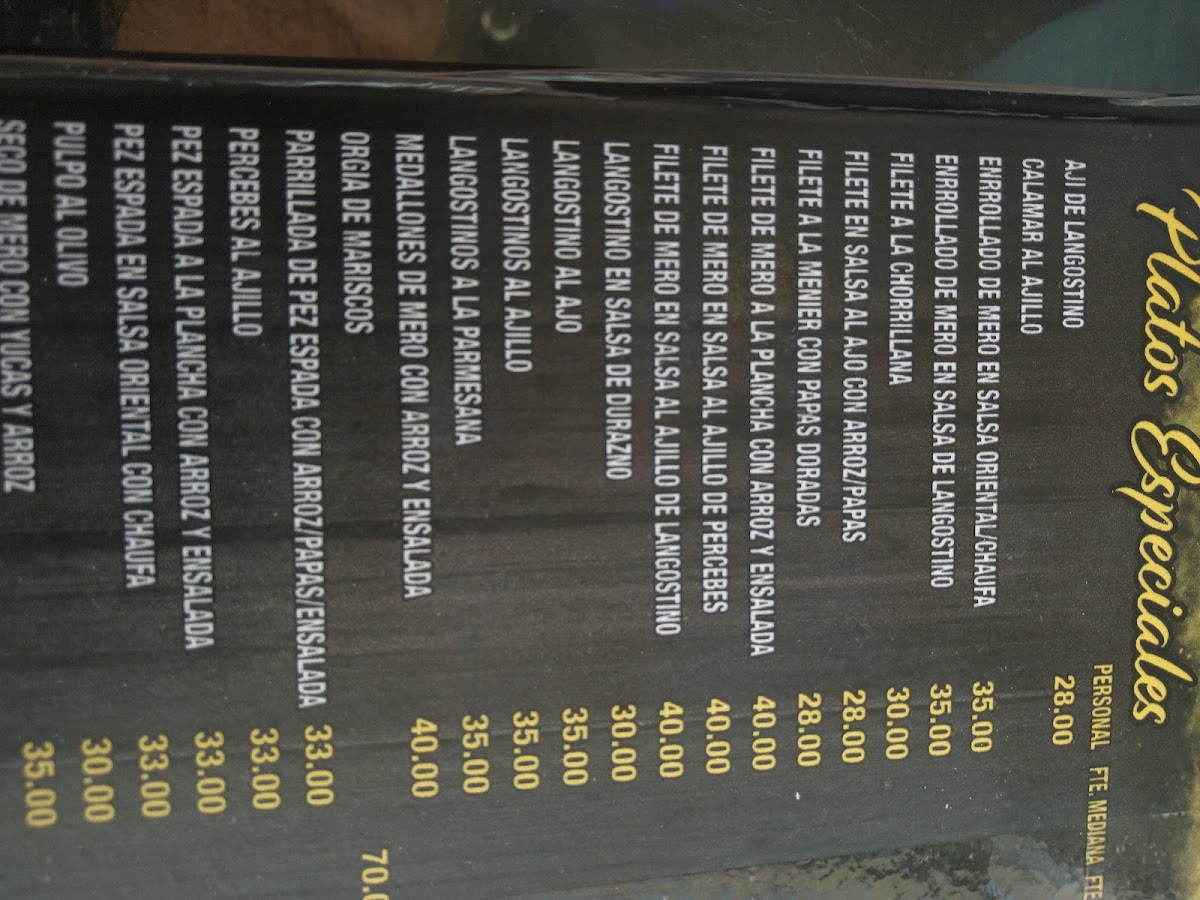 Platos Especiales
PERSONAL FTE. MEDIANA FTE
AJI DE LANGOSTINO 28.00
CALAMAR AL AJILLO
ENRROLLADO DE MERO EN SALSA ORIENTAL/CHAUFA 35.00
ENRROLLADO DE MERO EN SALSA DE LANGOSTINO 35.00
FILETE A LA CHORRILANA 30.00
FILETE EN SALSA AL AJO CON ARROZ/PAPAS 28.00
FILETE A LA MENIER CON PAPAS DORADAS 28.00
FILETE DE MERO A LA PLANCHA CON ARROZ Y ENSALADA 40.00
FILETE DE MERO EN SALSA AL AJILLO DE PERCEBES 40.00
FILETE DE MERO EN SALSA AL AJILLO DE LANGOSTINO 40.00
LANGOSTINO EN SALSA DE DURAZNO 30.00
LANGOSTINO AL AJO 35.00
LANGOSTINOS AL AJILLO 35.00
LANGOSTINOS A LA PARMESANA 35.00
MEDALLONES DE MERO CON ARROZ Y ENSALADA 40.00
ORGIA DE MARISCOS 70.0
PARRILADA DE PEZ ESPADA CON ARROZ/PAPAS/ENSALADA 33.00
PERCEBES AL AJILLO 33.00
PEZ ESPADA A LA PLANCHA CON ARROZ Y ENSALADA 33.00
PEZ ESPADA EN SALSA ORIENTAL CON CHAUFA 33.00
PULPO AL OLIVO 30.00
SECO DE MERO CON YUCAS Y ARROZ 35.00